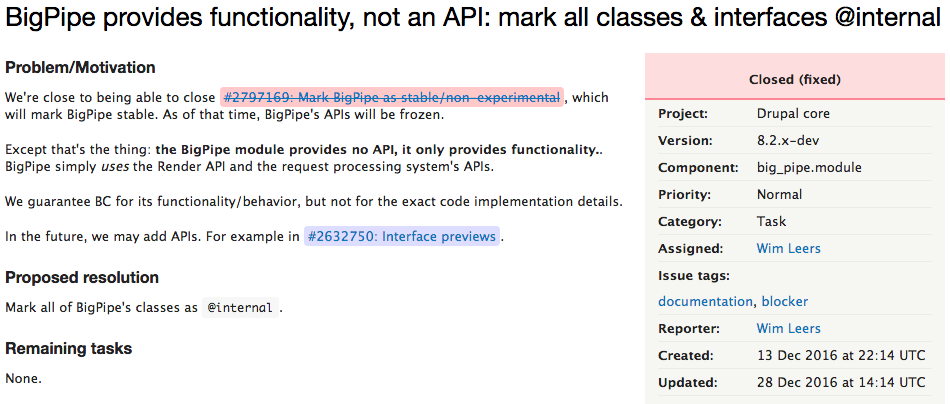 BigPipe provides functionality, not an API: mark all classes & interfaces @internal
Problem/Motivation
We're close to being able to close #2797169: Mark BigPipe as stable/non-experimental, which
will mark BigPipe stable. As of that time, BigPipe's APIs will be frozen.
Except that's the thing: the BigPipe module provides no API, it only provides functionality..
BigPipe simply uses the Render API and the request processing system's APIs.
We guarantee BC for its functionality/behavior, but not for the exact code implementation details.
In the future, we may add APIs. For example in #2632750: Interface previews.
Proposed resolution
Mark all of BigPipe's classes as @internal.
Remaining tasks
None.
Closed (fixed)
Project: Drupal core
Version: 8.2.x-dev
Component: big_pipe.module
Priority: Normal
Category: Task
Assigned: Wim Leers
Issue tags:
documentation, blocker
Reporter: Wim Leers
Created: 13 Dec 2016 at 22:14 UTC
Updated: 28 Dec 2016 at 14:14 UTC